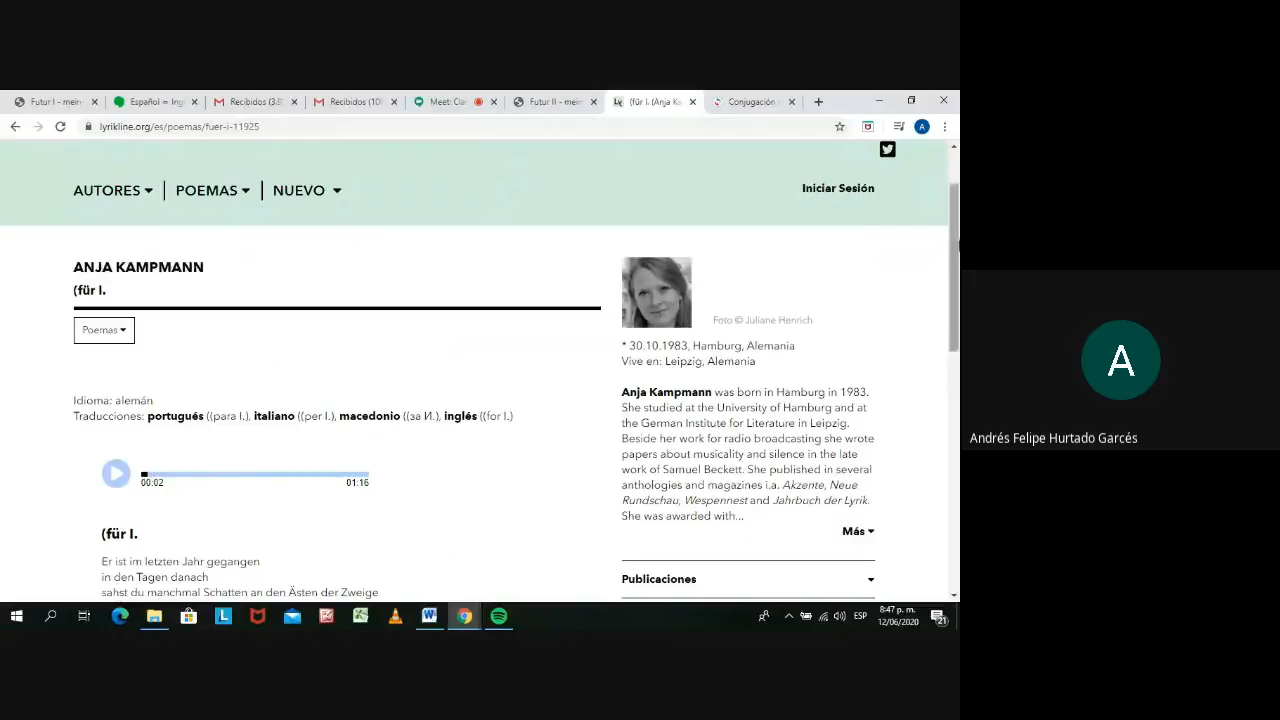 Futur I – mein
Español ⇌ Ing
Recibidos (3.9
Recibidos (10
Meet: Cla
Futur II – mein
(für I. (Anja Ka
Conjugación
lyrikline.org/es/poemas/fuer-i-11925
AUTORES | POEMAS | NUEVO
Iniciar Sesión
ANJA KAMPMANN
(für I.
Poemas
Idioma: alemán
Traducciones: portugués ((para I.), italiano ((per I.), macedonio ((за И.), inglés ((for I.)
00:02 01:16
(für I.
Er ist im letzten Jahr gegangen
in den Tagen danach
sahst du manchmal Schatten an den Ästen der Zweige
Foto © Juliane Henrich
* 30.10.1983, Hamburg, Alemania
Vive en: Leipzig, Alemania
Anja Kampmann was born in Hamburg in 1983.
She studied at the University of Hamburg and at
the German Institute for Literature in Leipzig.
Beside her work for radio broadcasting she wrote
papers about musicality and silence in the late
work of Samuel Beckett. She published in several
anthologies and magazines i.a. Akzente, Neue
Rundschau, Wespennest and Jahrbuch der Lyrik.
She was awarded with...
Más
Publicaciones
ESP
8:47 p. m.
12/06/2020
21
A
Andrés Felipe Hurtado Garcés